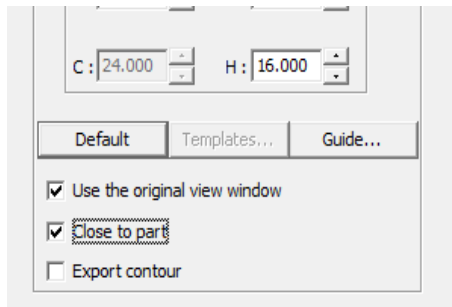 C : 24.000 H : 16.000
Default Templates... Guide...
Use the original view window
Close to part
Export contour